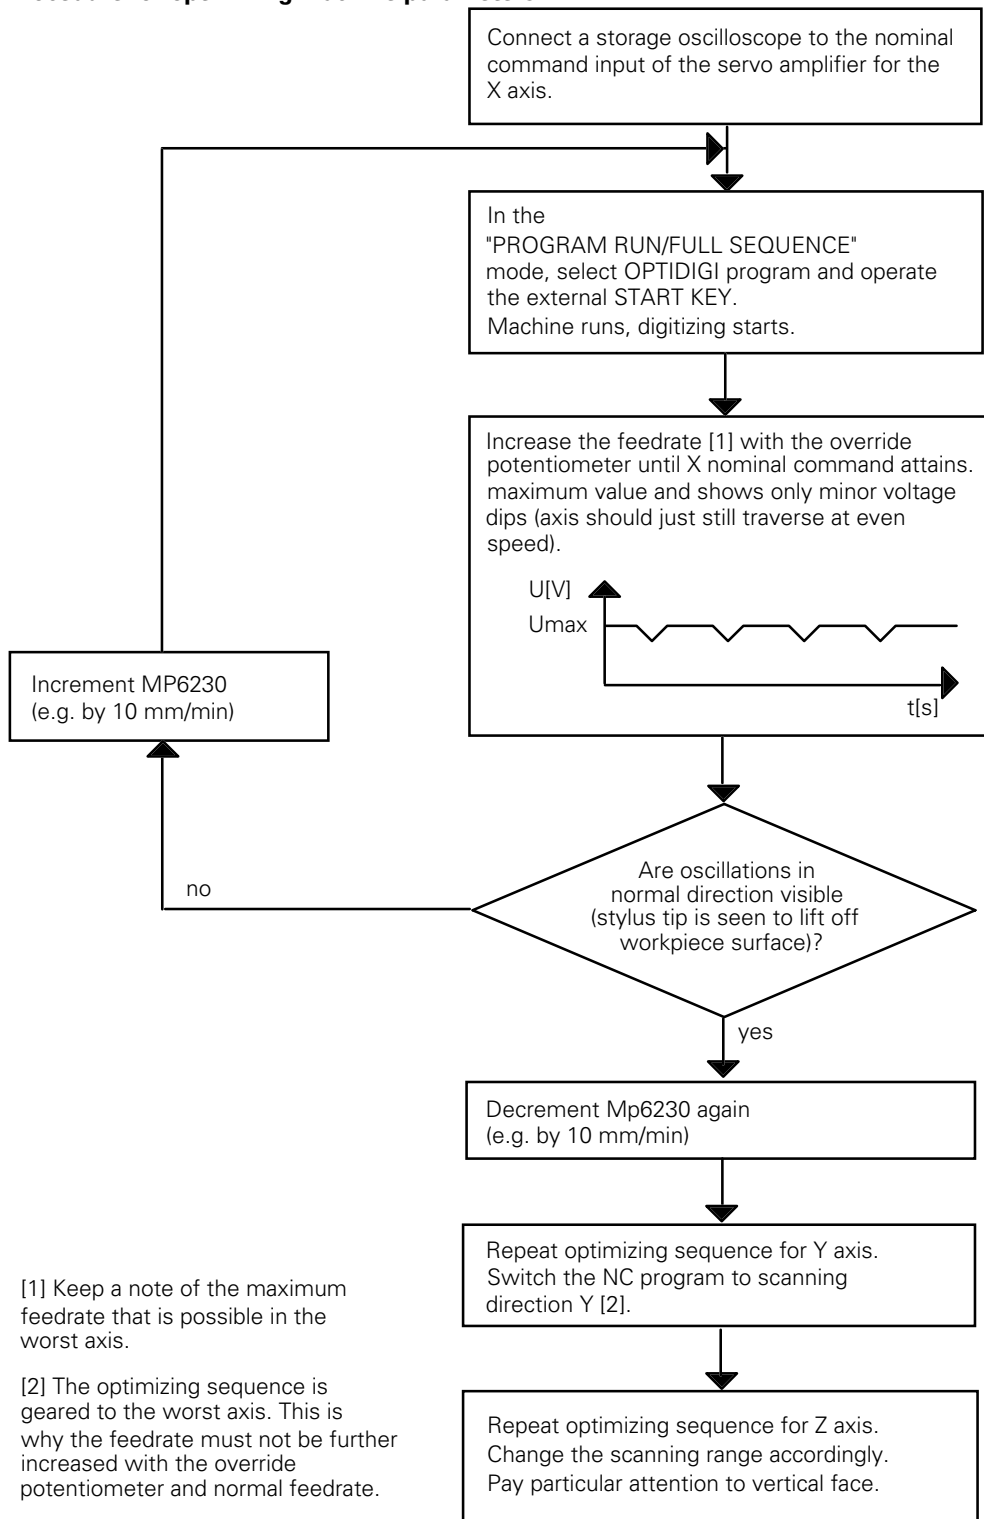 Connect a storage oscilloscope to the nominal
command input of the servo amplifier for the
X axis.
In the
"PROGRAM RUN/FULL SEQUENCE"
mode, select OPTIDIGI program and operate
the external START KEY.
Machine runs, digitizing starts.
Increase the feedrate [1] with the override
potentiometer until X nominal command attains.
maximum value and shows only minor voltage
dips (axis should just still traverse at even
speed).
U[V]
Umax
t[s]
Increment MP6230
(e.g. by 10 mm/min)
Are oscillations in
normal direction visible
(stylus tip is seen to lift off
workpiece surface)?
no
yes
Decrement Mp6230 again
(e.g. by 10 mm/min)
Repeat optimizing sequence for Y axis.
Switch the NC program to scanning
direction Y [2].
Repeat optimizing sequence for Z axis.
Change the scanning range accordingly.
Pay particular attention to vertical face.
[1] Keep a note of the maximum
feedrate that is possible in the
worst axis.
[2] The optimizing sequence is
geared to the worst axis. This is
why the feedrate must not be further
increased with the override
potentiometer and normal feedrate.